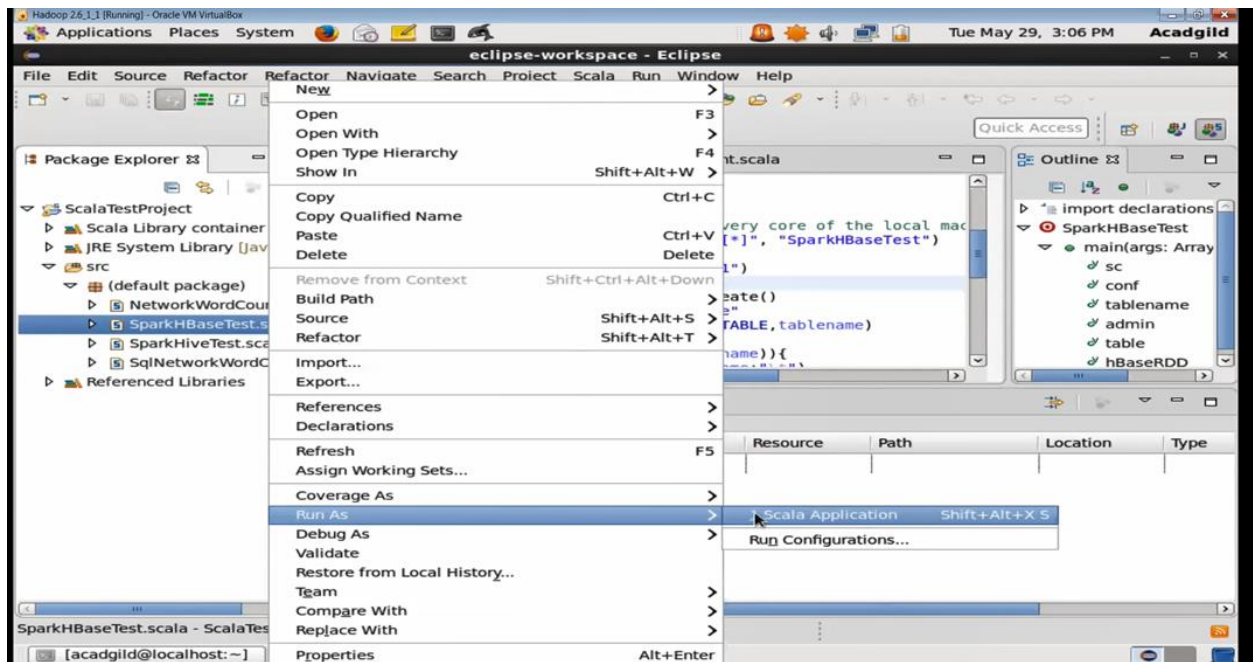 Hadoop 2.6_1_1 [Running] - Oracle VM VirtualBox
Applications Places System
Tue May 29, 3:06 PM Acadgild
eclipse-workspace - Eclipse
File Edit Source Refactor Refactor Navigate Search Project Scala Run Window Help
Quick Access
Package Explorer
ScalaTestProject
Scala Library container
JRE System Library [Jav
src
(default package)
NetworkWordCour
SparkHBaseTest.s
SparkHiveTest.sca
SqlNetworkWordC
Referenced Libraries
New
Open F3
Open With
Open Type Hierarchy F4
Show In Shift+Alt+W
Copy Ctrl+C
Copy Qualified Name
Paste Ctrl+V
Delete Delete
Remove from Context Shift+Ctrl+Alt+Down
Build Path
Source Shift+Alt+S
Refactor Shift+Alt+T
Import...
Export...
References
Declarations
Refresh F5
Assign Working Sets...
Coverage As
Run As
Debug As
Validate
Restore from Local History...
Team
Compare With
Replace With
Properties Alt+Enter
Scala Application Shift+Alt+X S
Run Configurations...
t.scala
very core of the local mac
[*]", "SparkHBaseTest")
1")
eate()
e"
TABLE,tablename)
name)){
Outline
import declarations
SparkHBaseTest
main(args: Array
sc
conf
tablename
admin
table
hBaseRDD
Resource Path Location Type
SparkHBaseTest.scala - ScalaTes
[acadgild@localhost:~]